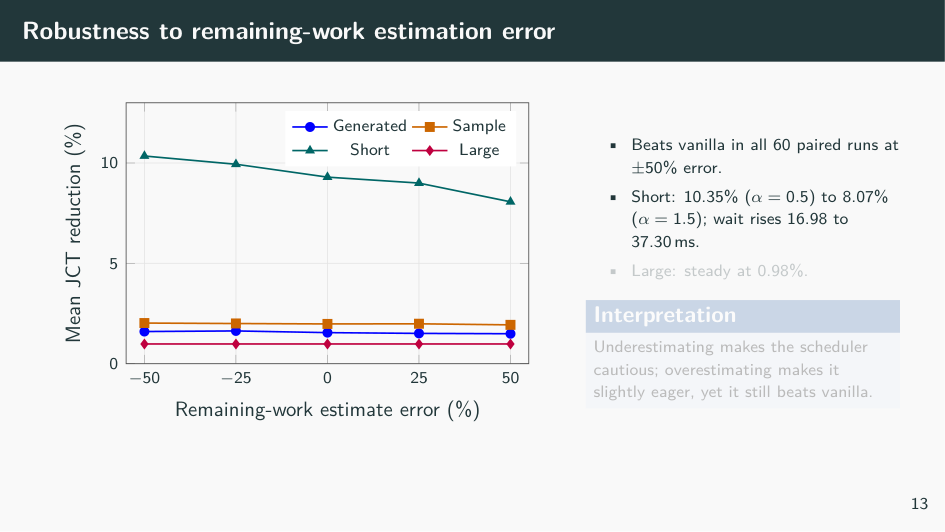 Robustness to remaining-work estimation error
Mean JCT reduction (%)
10
5
0
−50
−25
0
25
50
Remaining-work estimate error (%)
Generated
Sample
Short
Large
▪ Beats vanilla in all 60 paired runs at
±50% error.
▪ Short: 10.35% (α = 0.5) to 8.07%
(α = 1.5); wait rises 16.98 to
37.30 ms.
▪ Large: steady at 0.98%.
Interpretation
Underestimating makes the scheduler
cautious; overestimating makes it
slightly eager, yet it still beats vanilla.
13